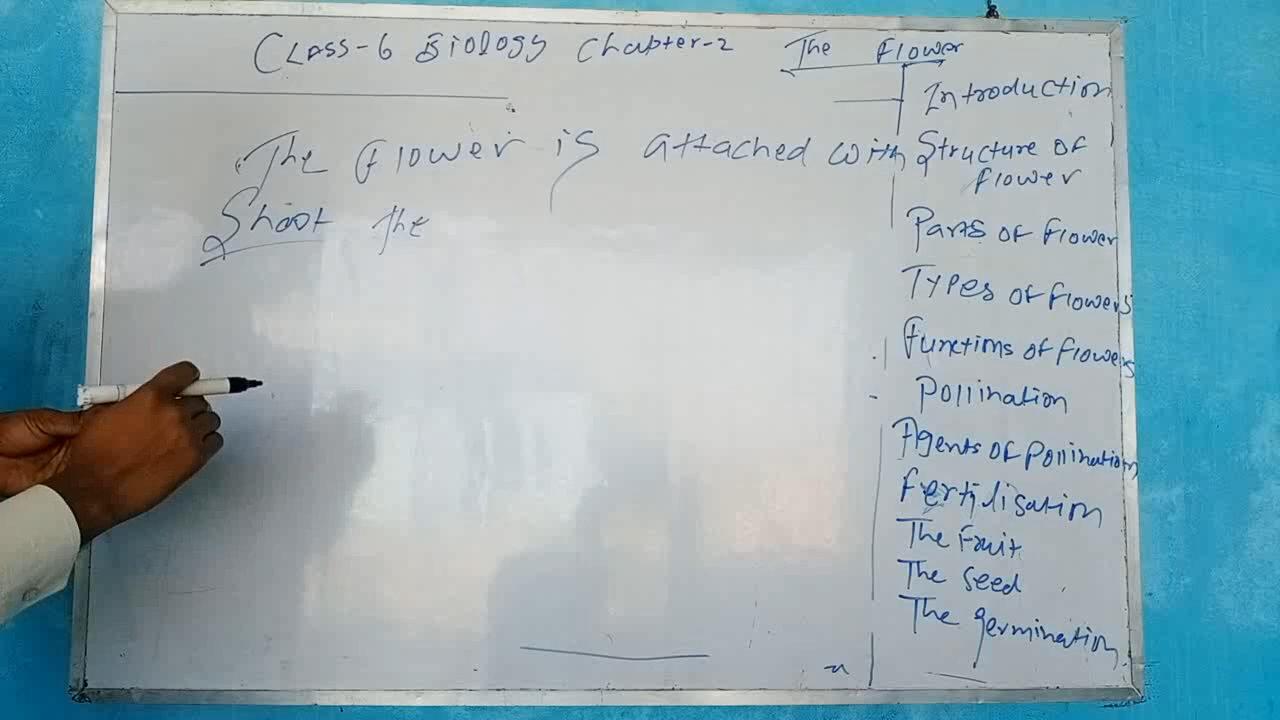 Class-6 Biology Chapter-2 The Flower
The flower is attached with
Shoot the
Introduction
Structure of
flower
Parts of flower
Types of flowers
Functions of flowers
Pollination
Agents of pollination
Fertilisation
The Fruit
The seed
The germination